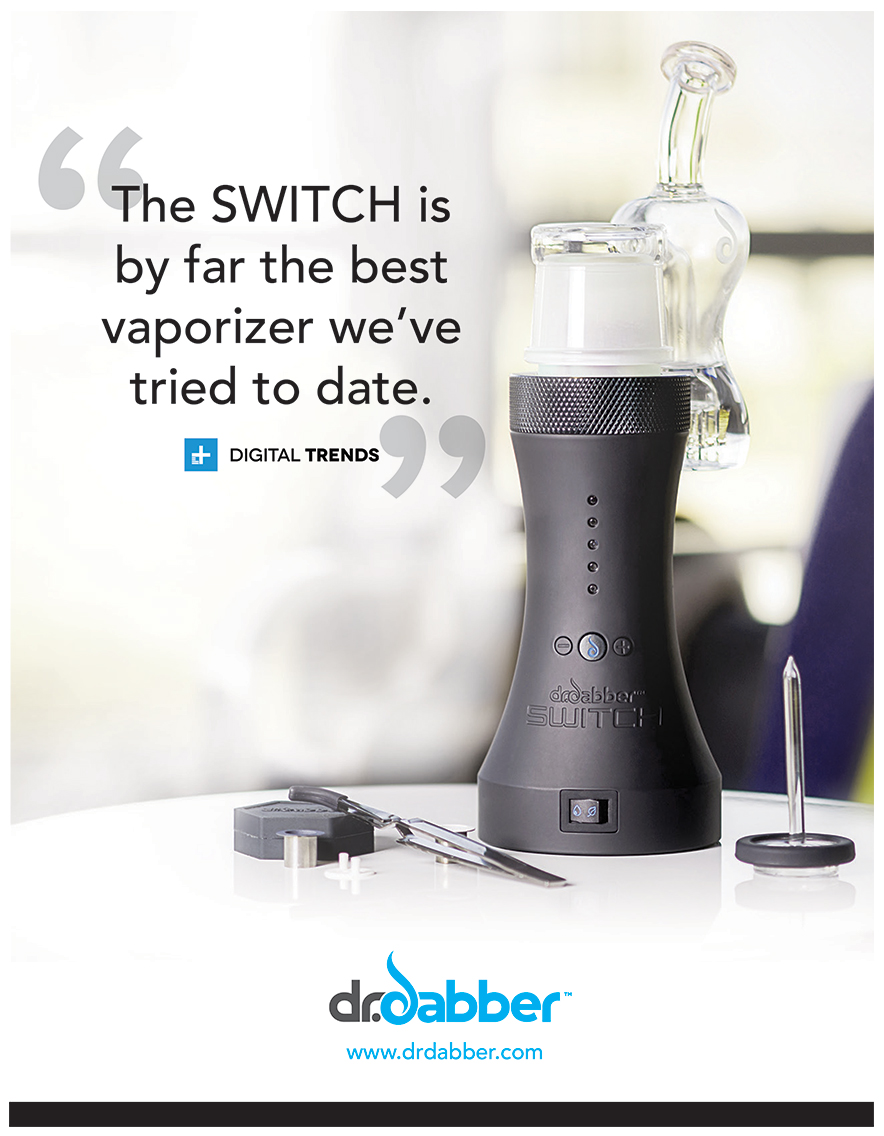 “
The SWITCH is
by far the best
vaporizer we’ve
tried to date.
DIGITAL TRENDS
”
dr.dabber™
SWITCH
dr.dabber™
www.drdabber.com